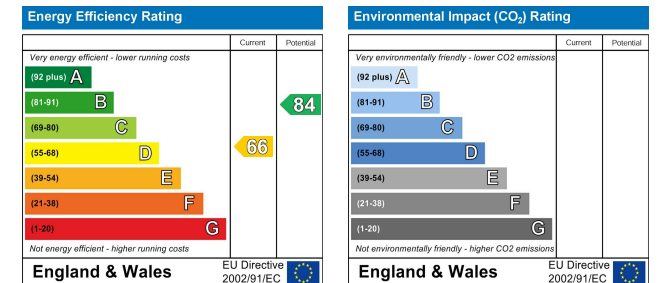 Energy Efficiency Rating
Current Potential
Very energy efficient - lower running costs
(92 plus) A
(81-91) B
84
(69-80) C
(55-68) D
66
(39-54) E
(21-38) F
(1-20) G
Not energy efficient - higher running costs
England & Wales
EU Directive
2002/91/EC
Environmental Impact (CO₂) Rating
Current Potential
Very environmentally friendly - lower CO2 emissions
(92 plus) A
(81-91) B
(69-80) C
(55-68) D
(39-54) E
(21-38) F
(1-20) G
Not environmentally friendly - higher CO2 emissions
England & Wales
EU Directive
2002/91/EC